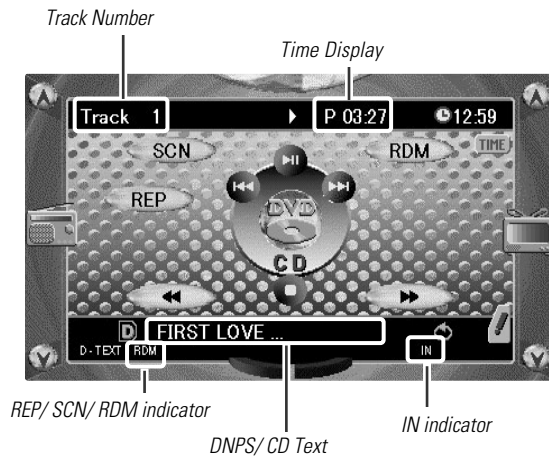 Track Number
Time Display
Track 1 P 03:27 12:59
SCN RDM TIME
REP
DVD
CD
D FIRST LOVE ...
D-TEXT RDM IN
REP/ SCN/ RDM indicator
IN indicator
DNPS/ CD Text